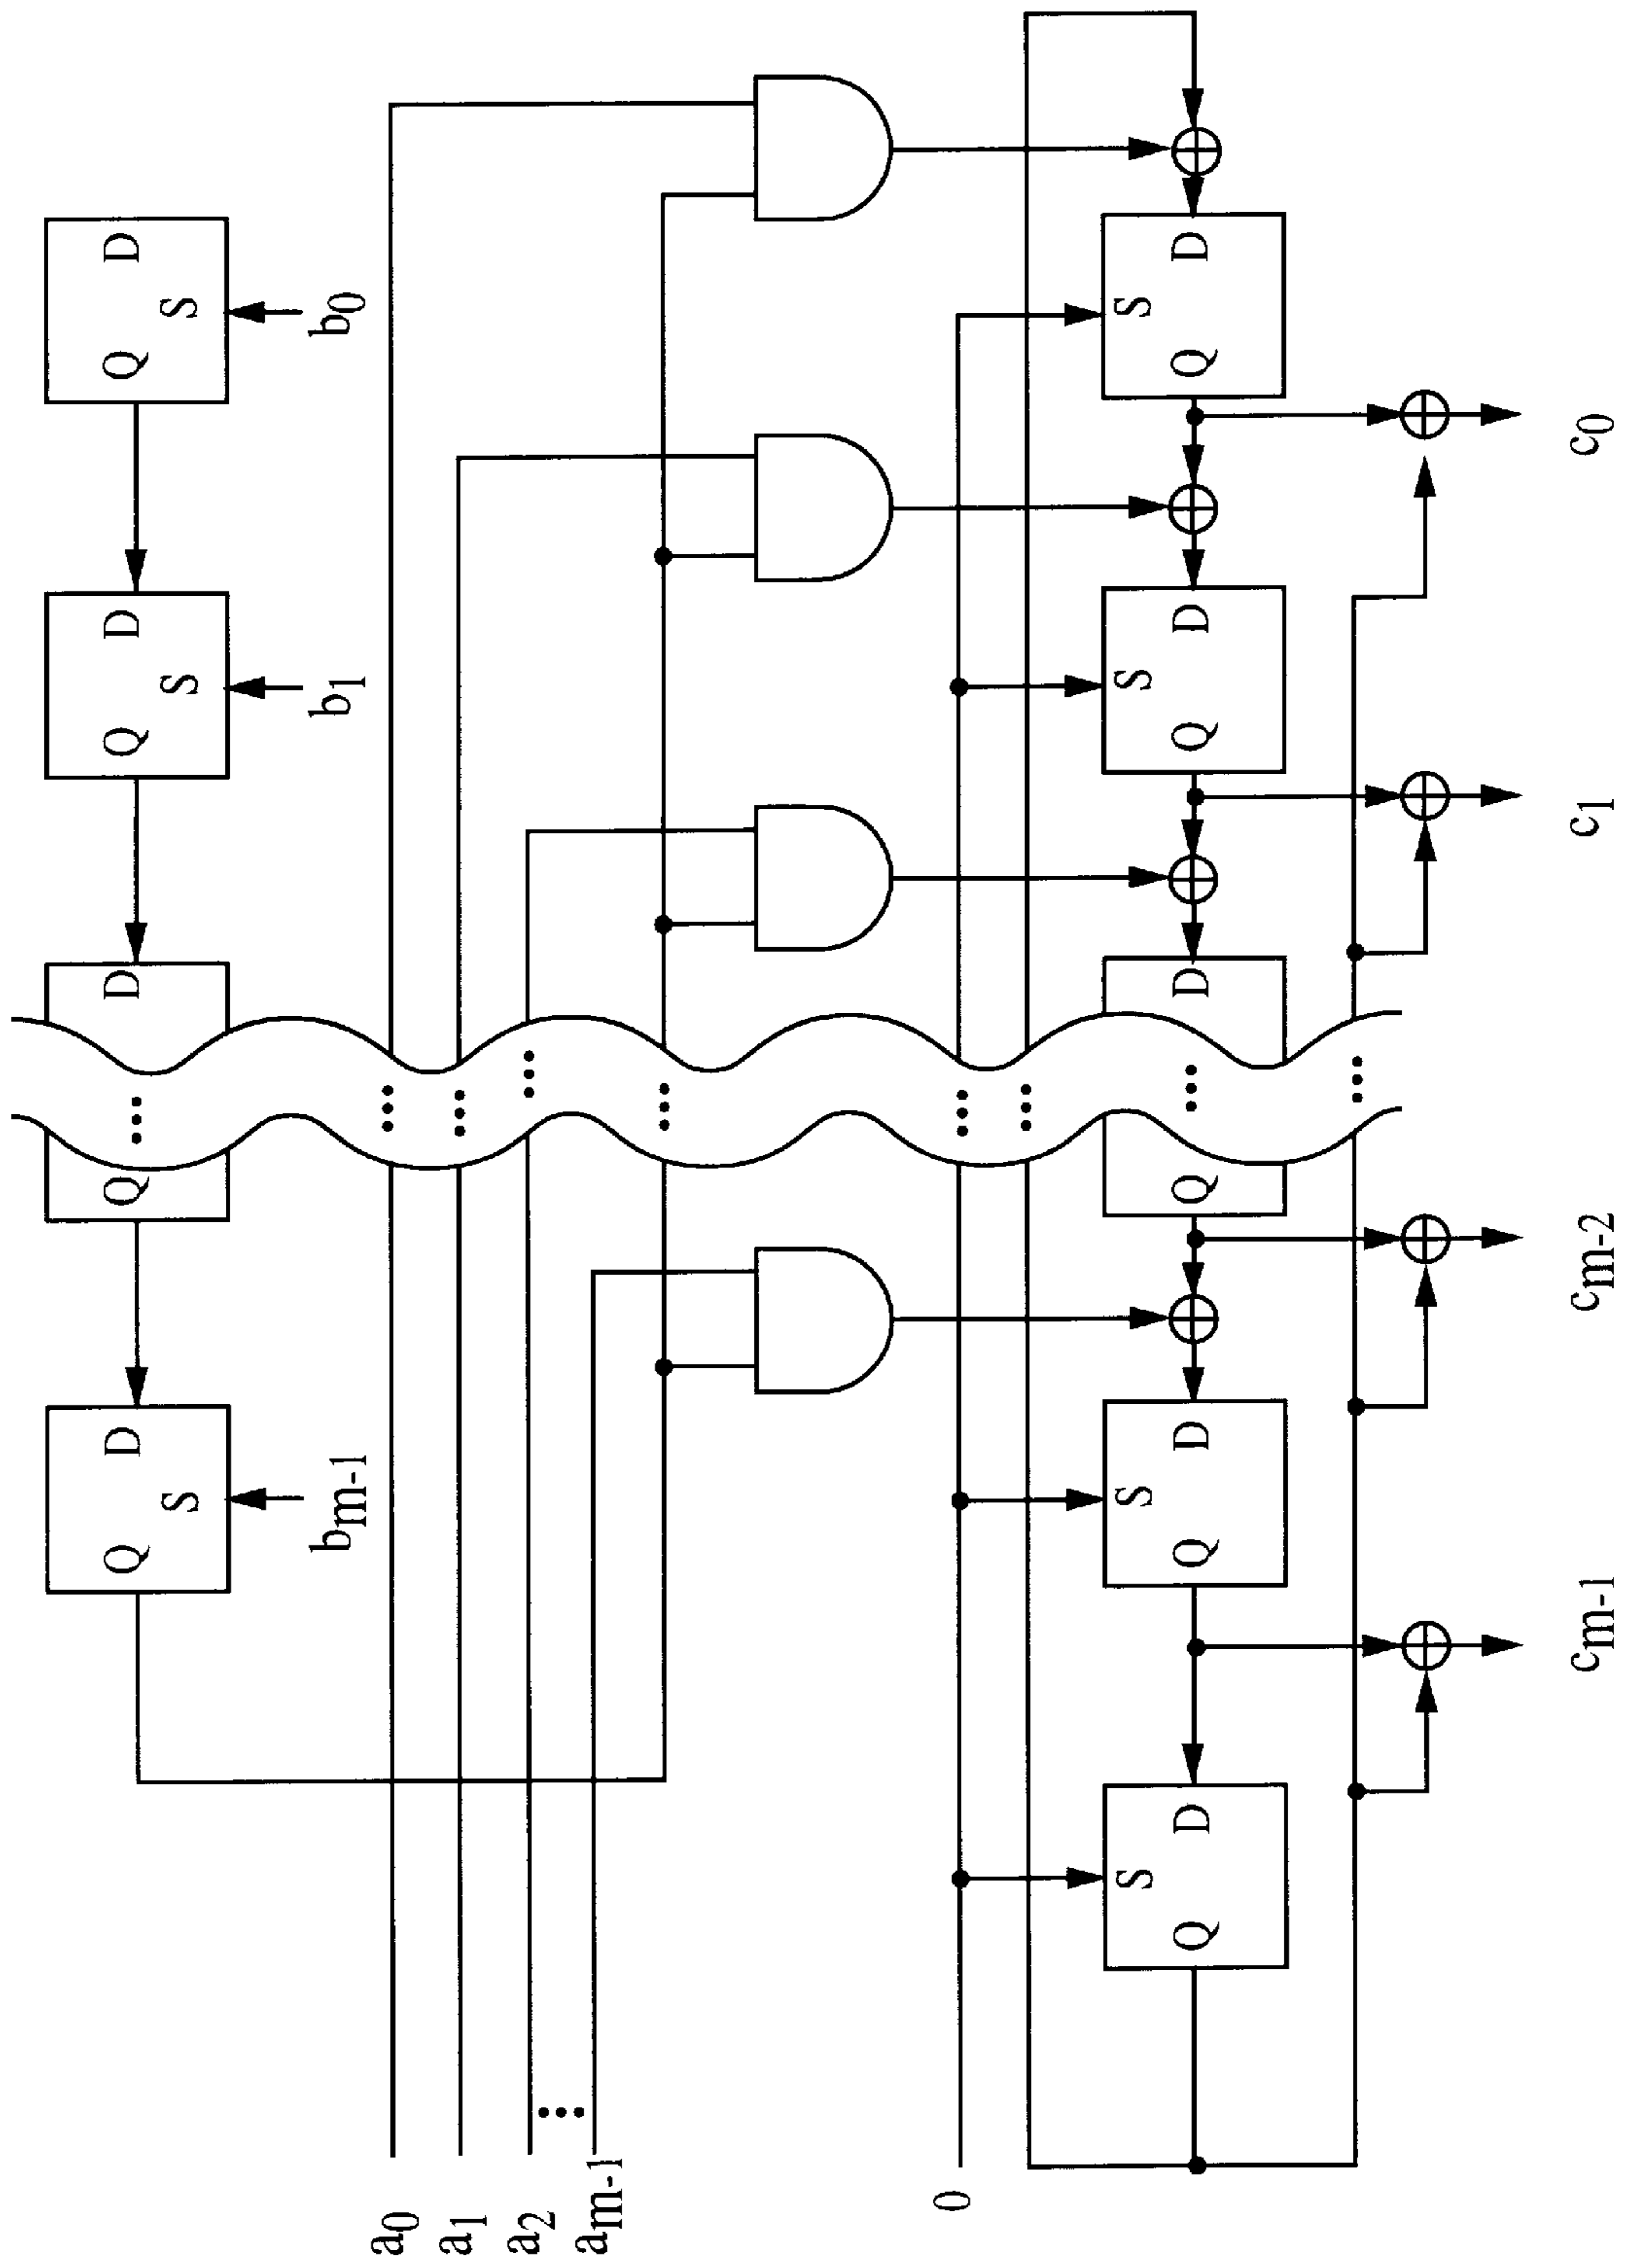 Q D Q D Q D Q D
S S S
bm-1 b1 b0
a0
a1
a2
am-1
0
S S S S
Q D Q D Q D Q D Q D
cm-1 cm-2 c1 c0